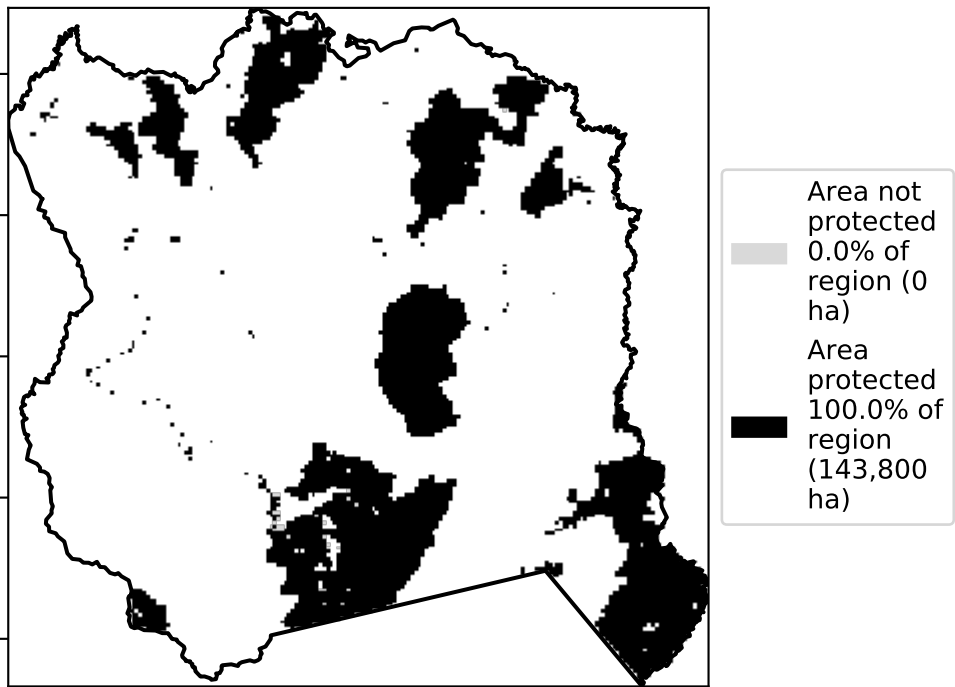 Area not
protected
0.0% of
region (0
ha)
Area
protected
100.0% of
region
(143,800
ha)